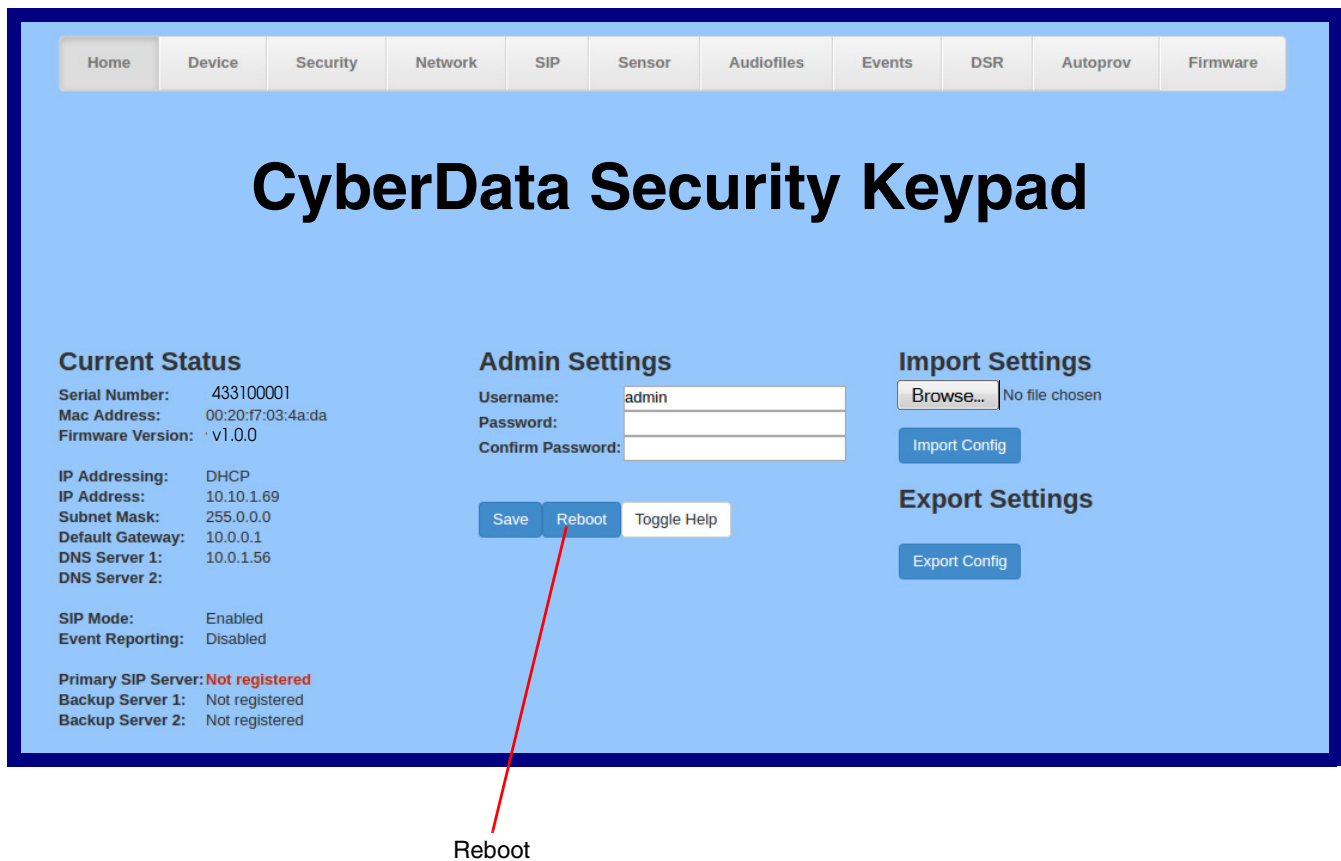 Home Device Security Network SIP Sensor Audiofiles Events DSR Autoprov Firmware
CyberData Security Keypad
Current Status
Serial Number: 433100001
Mac Address: 00:20:f7:03:4a:da
Firmware Version: v1.0.0
IP Addressing: DHCP
IP Address: 10.10.1.69
Subnet Mask: 255.0.0.0
Default Gateway: 10.0.0.1
DNS Server 1: 10.0.1.56
DNS Server 2:
SIP Mode: Enabled
Event Reporting: Disabled
Primary SIP Server: Not registered
Backup Server 1: Not registered
Backup Server 2: Not registered
Admin Settings
Username: admin
Password:
Confirm Password:
Save Reboot Toggle Help
Import Settings
Browse... No file chosen
Import Config
Export Settings
Export Config
Reboot